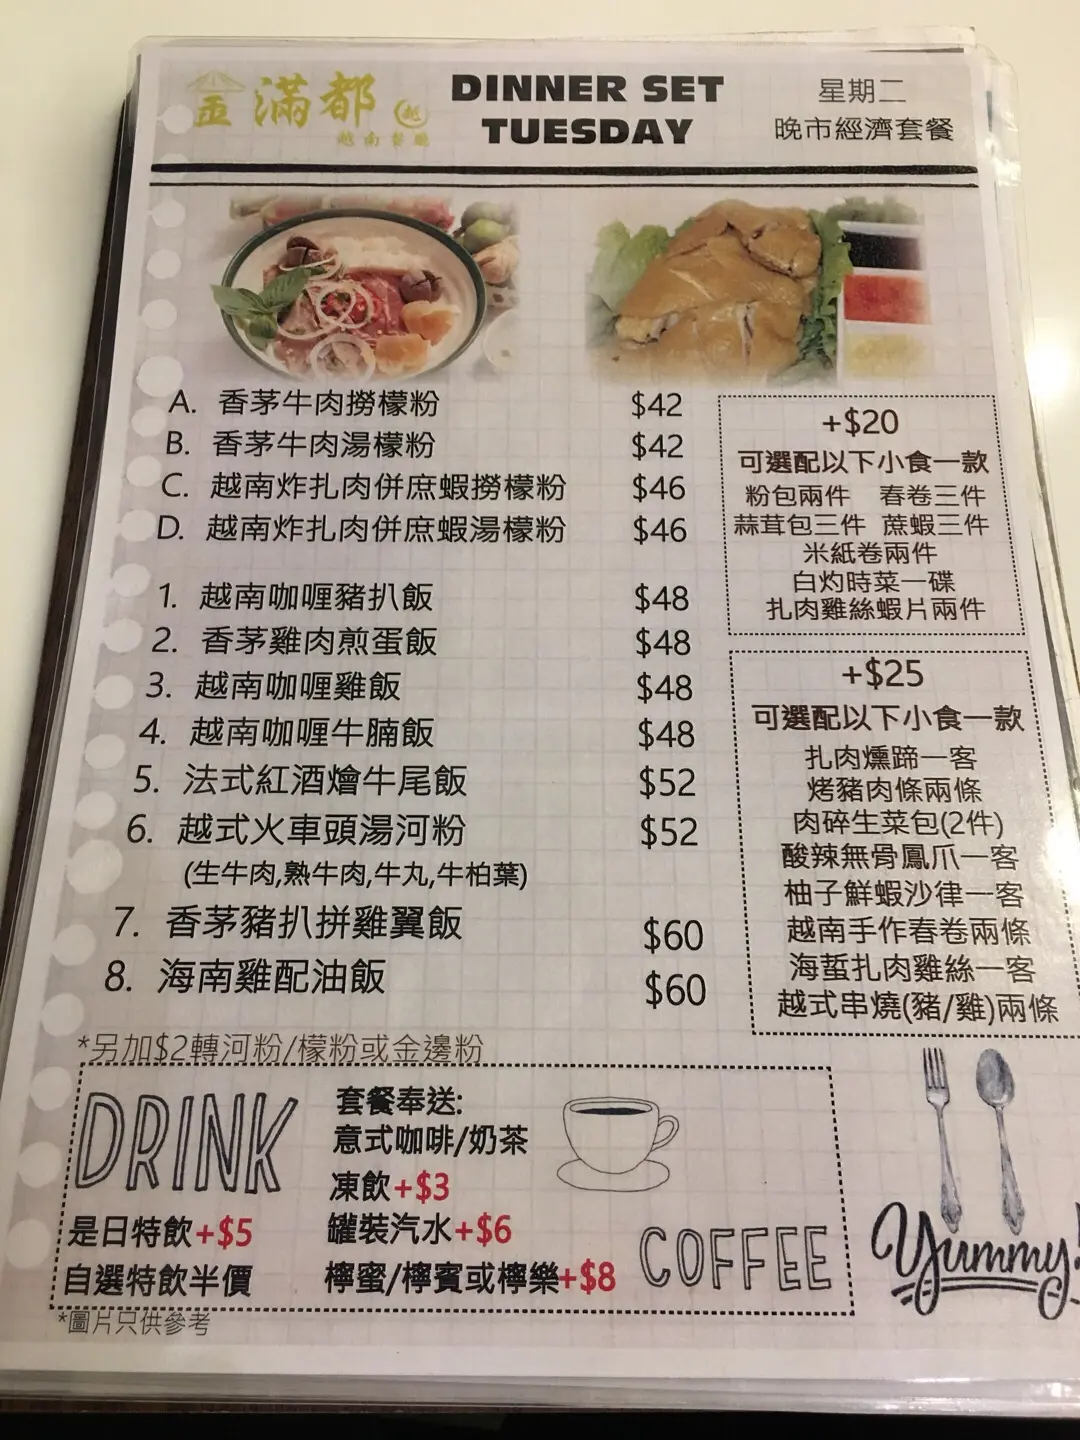 金滿都
越南餐廳
DINNER SET
TUESDAY
星期二
晚市經濟套餐
A. 香茅牛肉撈檬粉 $42
B. 香茅牛肉湯檬粉 $42
C. 越南炸扎肉併庶蝦撈檬粉 $46
D. 越南炸扎肉併庶蝦湯檬粉 $46
1. 越南咖喱豬扒飯 $48
2. 香茅雞肉煎蛋飯 $48
3. 越南咖喱雞飯 $48
4. 越南咖喱牛腩飯 $48
5. 法式紅酒燴牛尾飯 $52
6. 越式火車頭湯河粉 $52
(生牛肉,熟牛肉,牛丸,牛柏葉)
7. 香茅豬扒拼雞翼飯 $60
8. 海南雞配油飯 $60
*另加$2轉河粉/檬粉或金邊粉
+$20
可選配以下小食一款
粉包兩件 春卷三件
蒜茸包三件 蔗蝦三件
米紙卷兩件
白灼時菜一碟
扎肉雞絲蝦片兩件
+$25
可選配以下小食一款
扎肉燻蹄一客
烤豬肉條兩條
肉碎生菜包(2件)
酸辣無骨鳳爪一客
柚子鮮蝦沙律一客
越南手作春卷兩條
海蜇扎肉雞絲一客
越式串燒(豬/雞)兩條
DRINK
是日特飲+$5
自選特飲半價
套餐奉送:
意式咖啡/奶茶
凍飲+$3
罐裝汽水+$6
檸蜜/檸賓或檸樂+$8
COFFEE
Yummy!
*圖片只供參考